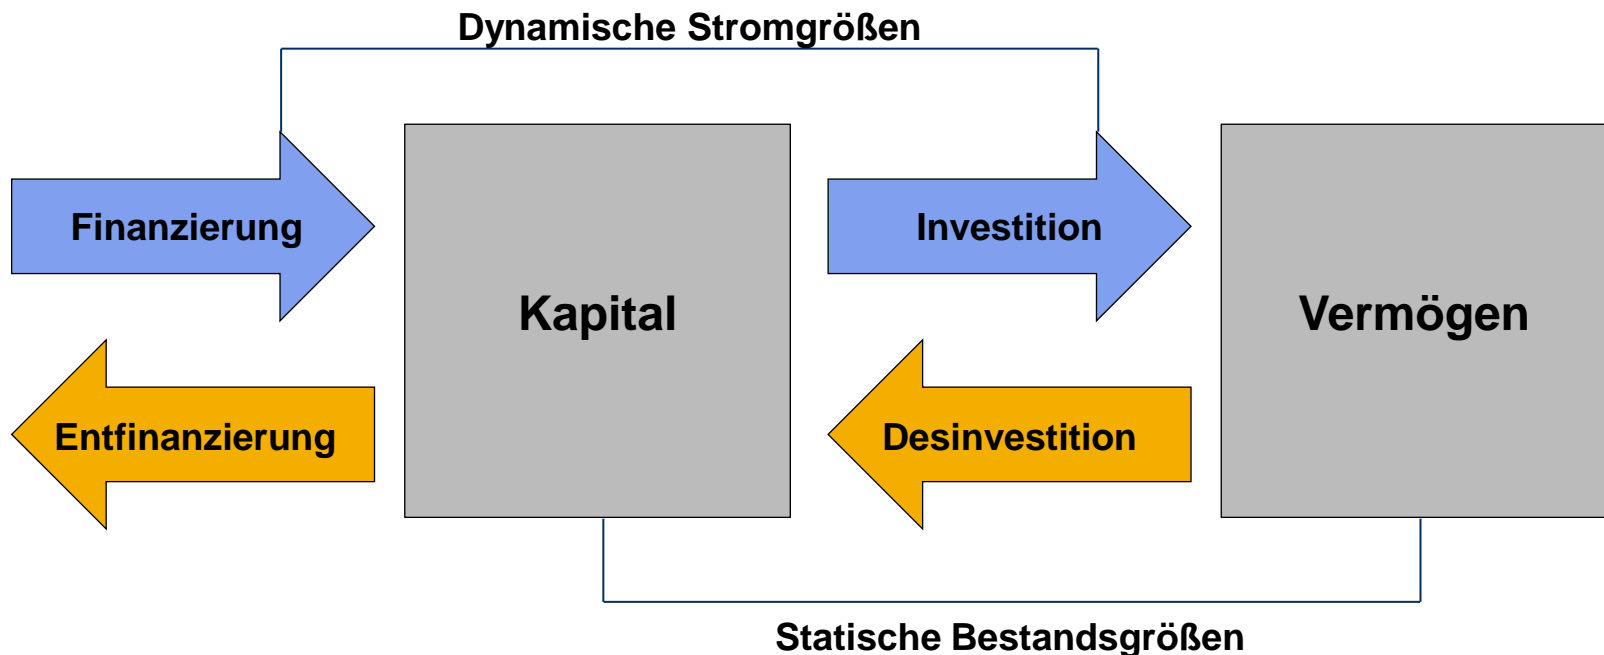 Dynamische Stromgrößen
Finanzierung
Investition
Kapital
Vermögen
Entfinanzierung
Desinvestition
Statische Bestandsgrößen